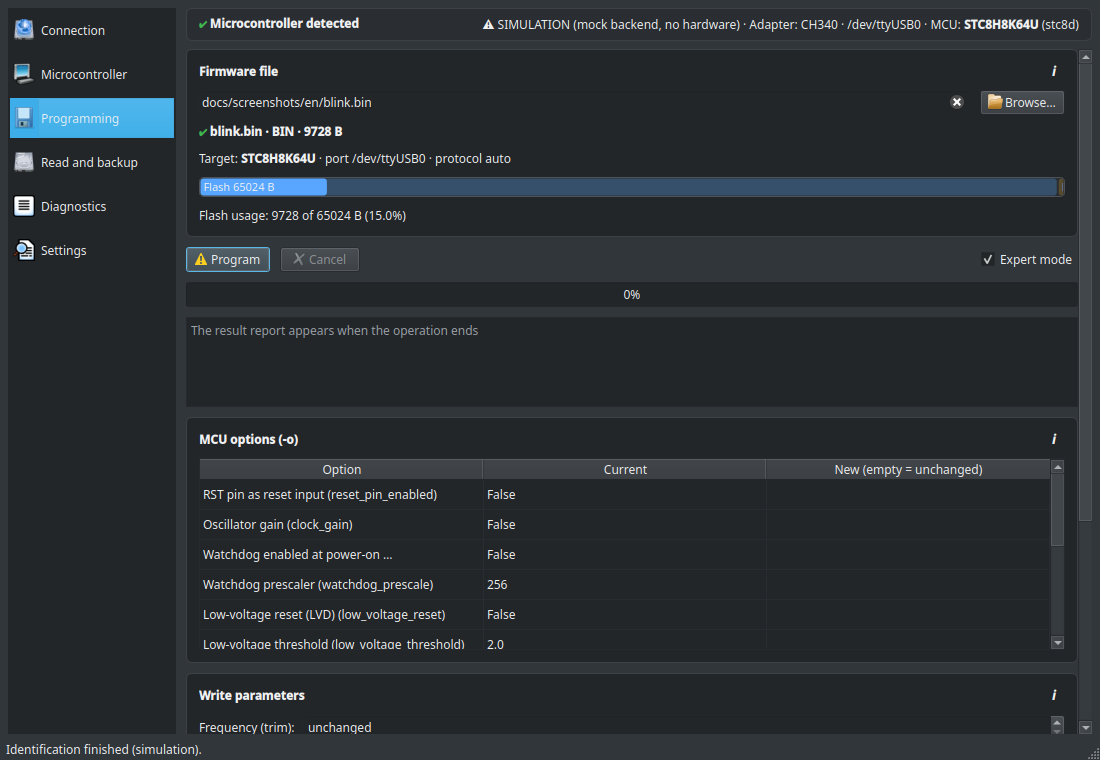 Connection
Microcontroller
Programming
Read and backup
Diagnostics
Settings
✔ Microcontroller detected
⚠ SIMULATION (mock backend, no hardware) · Adapter: CH340 · /dev/ttyUSB0 · MCU: STC8H8K64U (stc8d)
Firmware file
i
docs/screenshots/en/blink.bin
Browse...
✔ blink.bin · BIN · 9728 B
Target: STC8H8K64U · port /dev/ttyUSB0 · protocol auto
Flash 65024 B
Flash usage: 9728 of 65024 B (15.0%)
Program
Cancel
✓ Expert mode
0%
The result report appears when the operation ends
MCU options (-o)
i
Option Current New (empty = unchanged)
RST pin as reset input (reset_pin_enabled) False
Oscillator gain (clock_gain) False
Watchdog enabled at power-on ... False
Watchdog prescaler (watchdog_prescale) 256
Low-voltage reset (LVD) (low_voltage_reset) False
Low-voltage threshold (low_voltage_threshold) 2.0
Write parameters
i
Frequency (trim): unchanged
Identification finished (simulation).